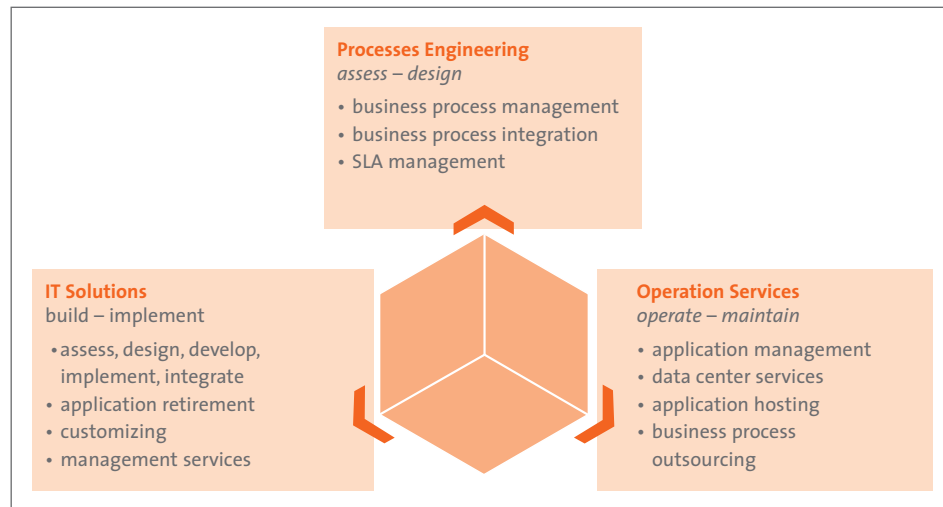 Processes Engineering
assess – design
• business process management
• business process integration
• SLA management
IT Solutions
build – implement
• assess, design, develop,
implement, integrate
• application retirement
• customizing
• management services
Operation Services
operate – maintain
• application management
• data center services
• application hosting
• business process
outsourcing